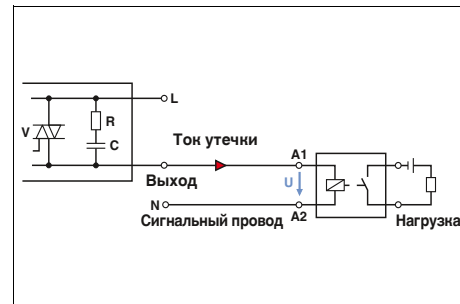 L
R
V
C
Ток утечки
A1
Выход
U
N
A2
Сигнальный провод
Нагрузка